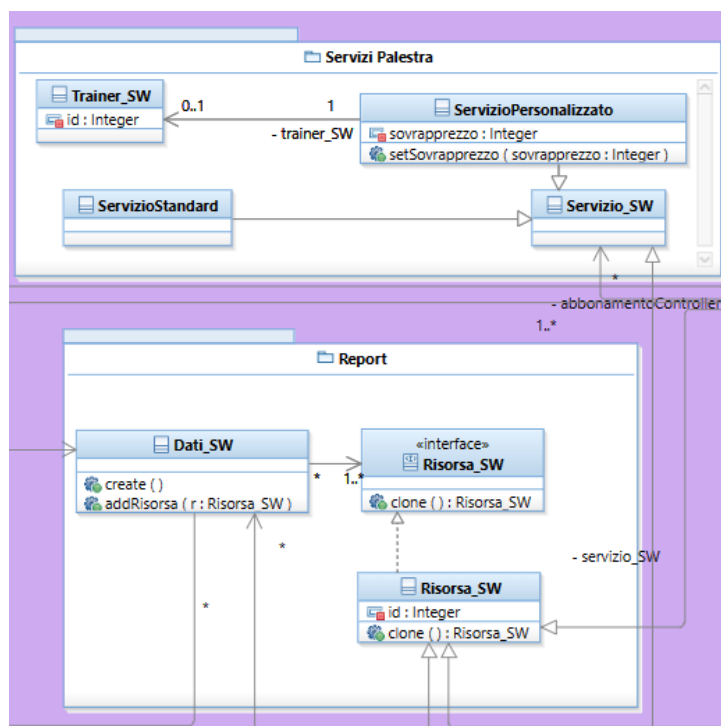 Servizi Palestra
Trainer_SW
id : Integer
0..1
1
- trainer_SW
ServizioPersonalizzato
sovrapprezzo : Integer
setSovrapprezzo ( sovrapprezzo : Integer )
ServizioStandard
Servizio_SW
*
- abbonamentoController
1..*
Report
Dati_SW
create ( )
addRisorsa ( r : Risorsa_SW )
*
1..*
«interface»
Risorsa_SW
clone ( ) : Risorsa_SW
*
- servizio_SW
Risorsa_SW
id : Integer
clone ( ) : Risorsa_SW
*